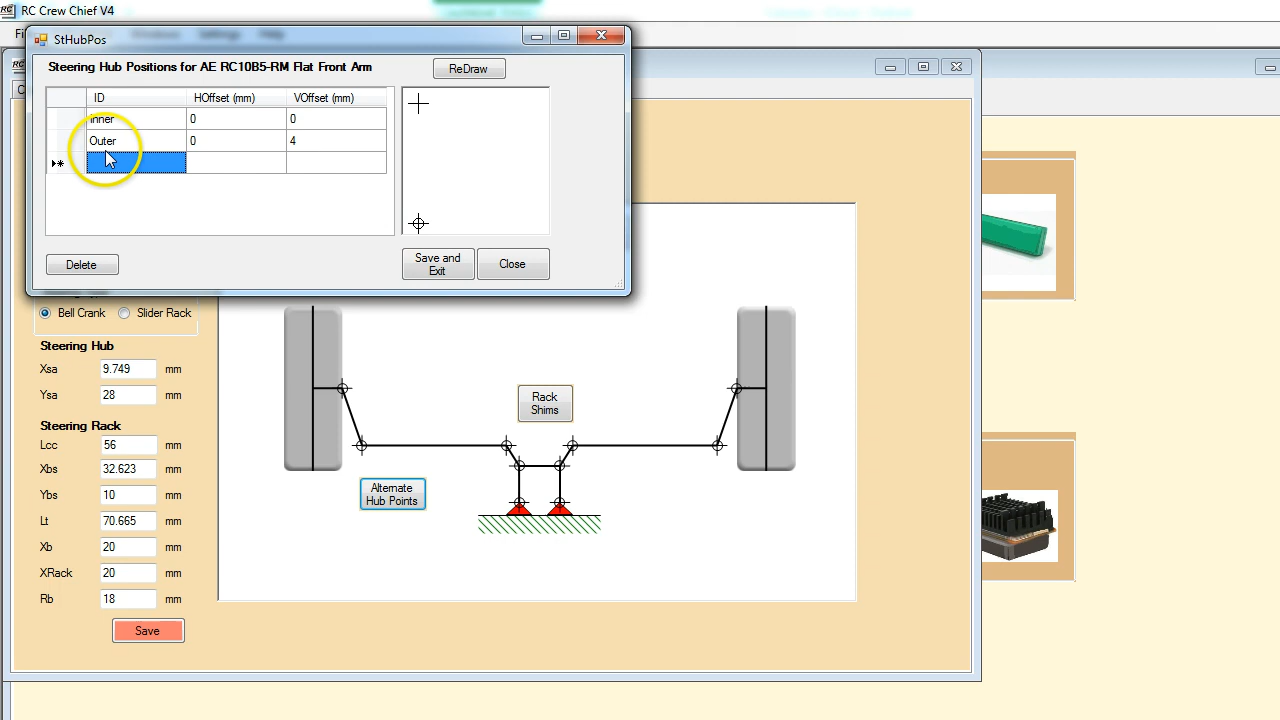 RC Crew Chief V4
Windows Settings Help
StHubPos
Steering Hub Positions for AE RC10B5-RM Flat Front Arm
ReDraw
ID HOffset (mm) VOffset (mm)
Inner 0 0
Outer 0 4
Delete
Save and
Exit
Close
Bell Crank
Slider Rack
Steering Hub
Xsa 9.749 mm
Ysa 28 mm
Steering Rack
Lcc 56 mm
Xbs 32.623 mm
Ybs 10 mm
Lt 70.665 mm
Xb 20 mm
XRack 20 mm
Rb 18 mm
Save
Rack
Shims
Alternate
Hub Points